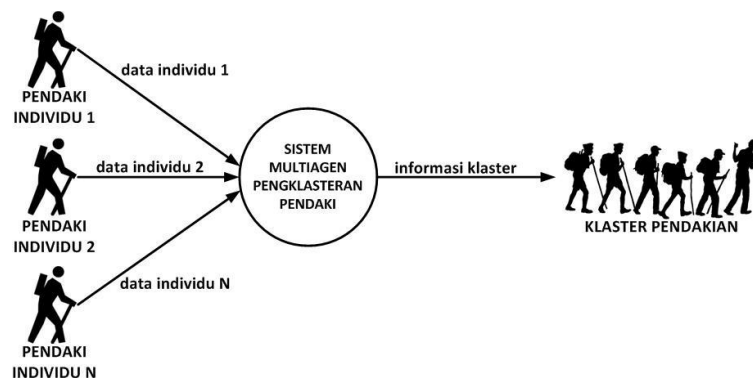 PENDAKI
INDIVIDU 1
data individu 1
PENDAKI
INDIVIDU 2
data individu 2
PENDAKI
INDIVIDU N
data individu N
SISTEM
MULTIAGEN
PENGKLASTERAN
PENDAKI
informasi klaster
KLASTER PENDAKIAN